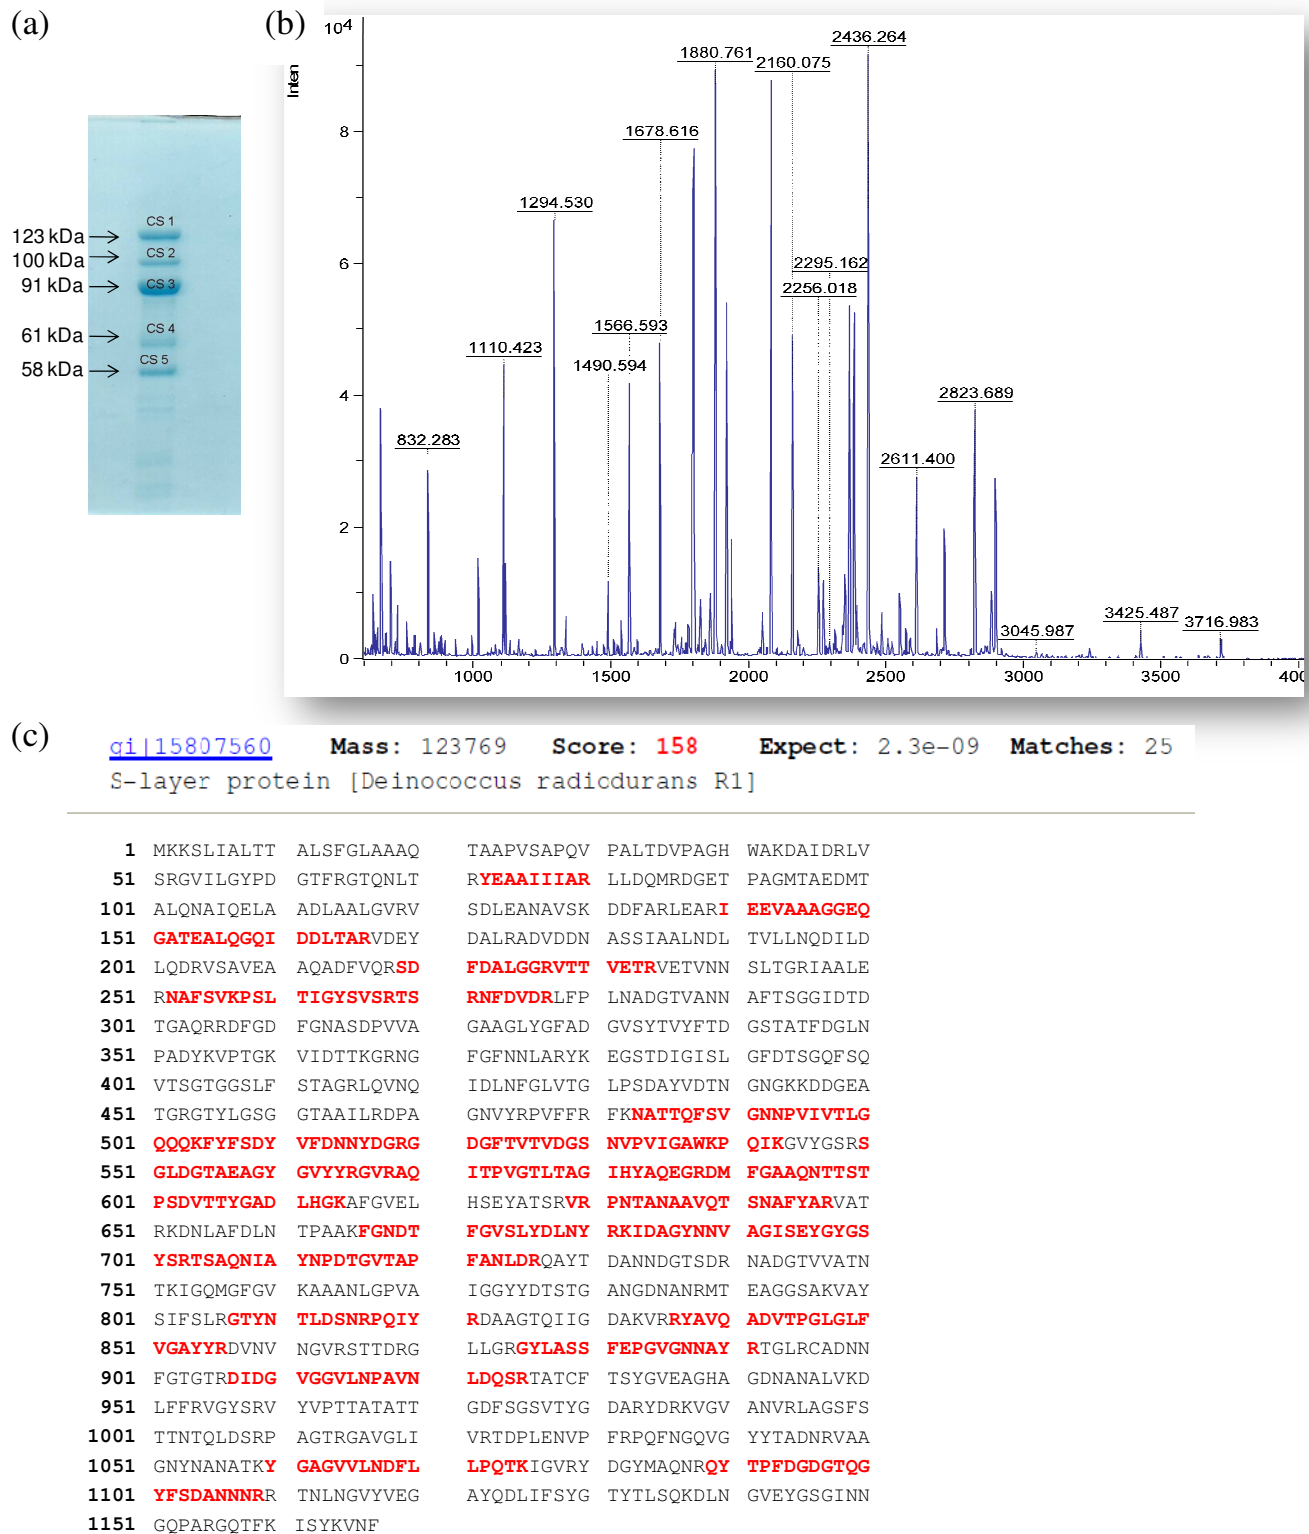 (a)
(b)
10⁴
Inten
8
6
4
2
0
1000
1500
2000
2500
3000
3500
400
832.283
1110.423
1294.530
1490.594
1566.593
1678.616
1880.761
2160.075
2256.018
2295.162
2436.264
2611.400
2823.689
3045.987
3425.487
3716.983
CS 1
123 kDa
CS 2
100 kDa
CS 3
91 kDa
CS 4
61 kDa
CS 5
58 kDa
(c)
gi|15807560 Mass: 123769 Score: 158 Expect: 2.3e-09 Matches: 25
S-layer protein [Deinococcus radicdurans R1]
1 MKKSLIALTT ALSFGLAAAQ TAAPVSAPQV PALTDVPAGH WAKDAIDRLV
51 SRGVILGYPD GTFRGTQNLT RYEAAIIIAR LLDQMRDGET PAGMTAEDMT
101 ALQNAIQELA ADLAALGVRV SDLEANAVSK DDFARLEARI EEVAAAGGEQ
151 GATEALQGQI DDLTARVDEY DALRADVDDN ASSIAALNDL TVLLNQDILD
201 LQDRVSAVEA AQADFVQRSD FDALGGRVTT VETRVETVNN SLTGRIAALE
251 RNAFSVKPSL TIGYSVSRTS RNFDVDRLFP LNADGTVANN AFTSGGIDTD
301 TGAQRRDFGD FGNASDPVVA GAAGLYGFAD GVSYTVYFTD GSTATFDGLN
351 PADYKVPTGK VIDTTKGRNG FGFNNLARYK EGSTDIGISL GFDTSGQFSQ
401 VTSGTGGSLF STAGRLQVNQ IDLNFGLVTG LPSDAYVDTN GNGKKDDGEA
451 TGRGTYLGSG GTAAILRDPA GNVYRPVFFR FKNATTQFSV GNNPVIVTLG
501 QQQKFYFSDY VFDNNYDGRG DGFTVTVDGS NVPVIGAWKP QIKGVYGSRS
551 GLDGTAEAGY GVYYRGVRAQ ITPVGTLTAG IHYAQEGRDM FGAAQNTTST
601 PSDVTTYGAD LHGKAFGVEL HSEYATSRVR PNTANAAVQT SNAFYARVAT
651 RKDNLAFDLN TPAAKFGNDT FGVSLYDLNY RKIDAGYNNV AGISEYGYGS
701 YSRTSAQNIA YNPDTGVTAP FANLDRQAYT DANNDGTSDR NADGTVVATN
751 TKIGQMGFGV KAAANLGPVA IGGYYDTSTG ANGDNANRMT EAGGSAKVAY
801 SIFSLRGTYN TLDSNRPQIY RDAAGTQIIG DAKVRRYAVQ ADVTPGLGLF
851 VGAYYRDVNV NGVRSTTDRG LLGRGYLASS FEPGVGNNAY RTGLRCADNN
901 FGTGTRDIDG VGGVLNPAVN LDQSRTATCF TSYGVEAGHA GDNANALVKD
951 LFFRVGYSRV YVPTTATATT GDFSGSVTYG DARYDRKVGV ANVRLAGSFS
1001 TTNTQLDSRP AGTRGAVGLI VRTDPLENVP FRPQFNGQVG YYTADNRVAA
1051 GNYNANATKY GAGVVVLNDFL LPQTKIGVRY DGYMAQNRQY TPFDGDGTQG
1101 YFSDANNNRR TNLNGVYVEG AYQDLIFSYG TYTLSQKDLN GVEYGSGINN
1151 GQPARGQTFK ISYKVNF